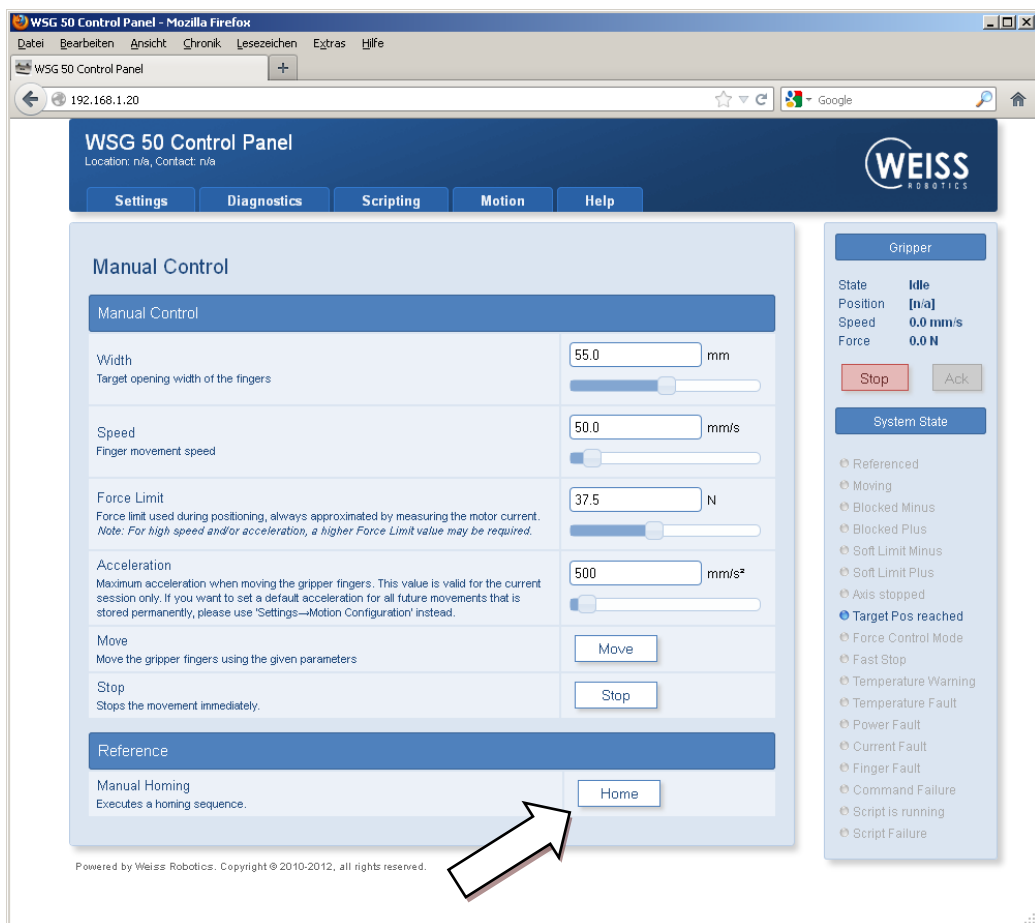 WSG 50 Control Panel - Mozilla Firefox
Datei Bearbeiten Ansicht Chronik Lesezeichen Extras Hilfe
WSG 50 Control Panel
192.168.1.20
Google
WSG 50 Control Panel
Location: n/a, Contact: n/a
WEISS
ROBOTICS
Settings Diagnostics Scripting Motion Help
Manual Control
Manual Control
Width
Target opening width of the fingers
55.0 mm
Speed
Finger movement speed
50.0 mm/s
Force Limit
Force limit used during positioning, always approximated by measuring the motor current.
Note: For high speed and/or acceleration, a higher Force Limit value may be required.
37.5 N
Acceleration
Maximum acceleration when moving the gripper fingers. This value is valid for the current
session only. If you want to set a default acceleration for all future movements that is
stored permanently, please use 'Settings→Motion Configuration' instead.
500 mm/s²
Move
Move the gripper fingers using the given parameters
Move
Stop
Stops the movement immediately.
Stop
Reference
Manual Homing
Executes a homing sequence.
Home
Powered by Weiss Robotics. Copyright © 2010-2012, all rights reserved.
Gripper
State Idle
Position [n/a]
Speed 0.0 mm/s
Force 0.0 N
Stop Ack
System State
Referenced
Moving
Blocked Minus
Blocked Plus
Soft Limit Minus
Soft Limit Plus
Axis stopped
Target Pos reached
Force Control Mode
Fast Stop
Temperature Warning
Temperature Fault
Power Fault
Current Fault
Finger Fault
Command Failure
Script is running
Script Failure